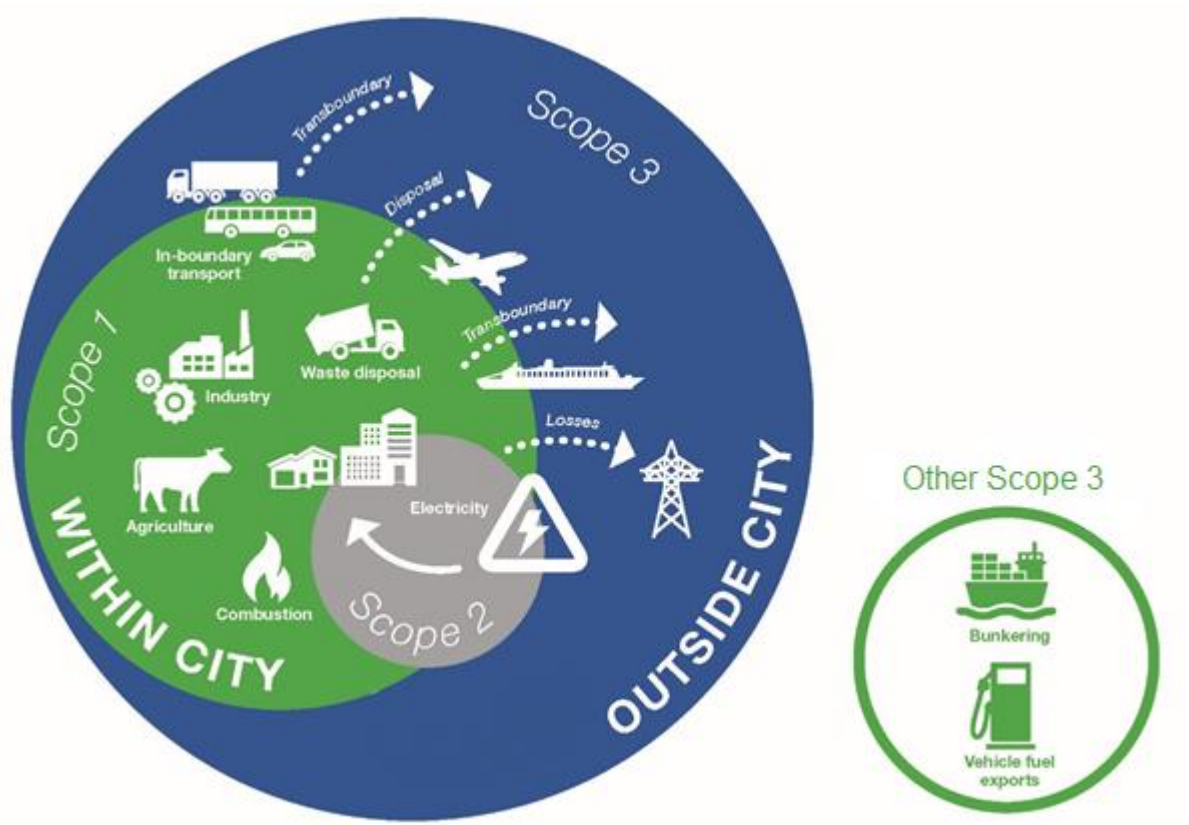 Transboundary
Scope 3
Disposal
In-boundary
transport
Transboundary
Scope 1
Waste disposal
Industry
Losses
Agriculture
Electricity
Combustion
Scope 2
WITHIN CITY
OUTSIDE CITY
Other Scope 3
Bunkering
Vehicle fuel
exports